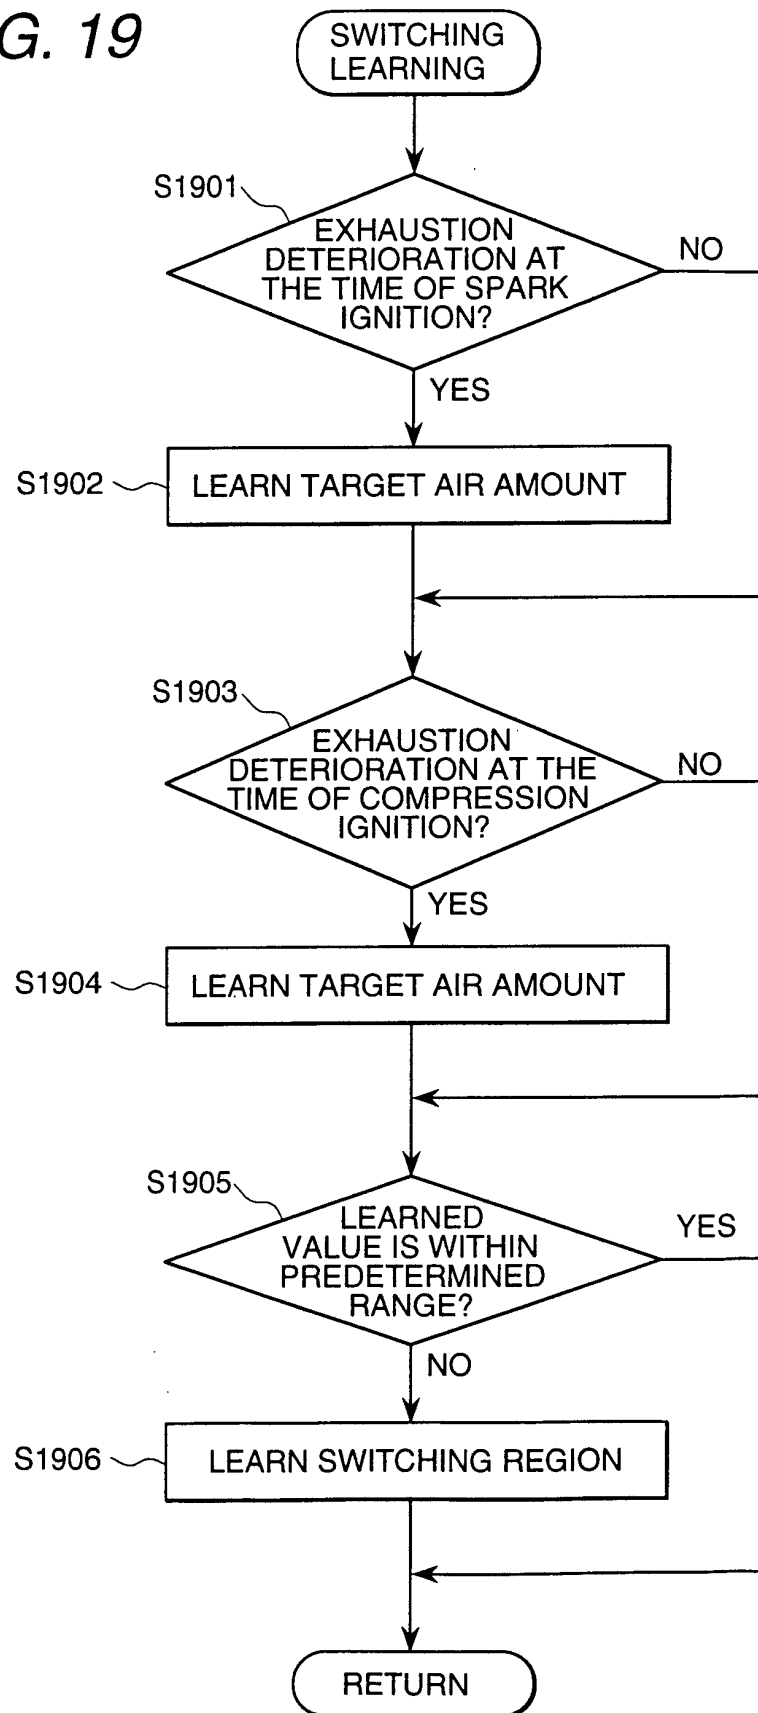 G. 19
SWITCHING
LEARNING
S1901
EXHAUSTION
DETERIORATION AT
THE TIME OF SPARK
IGNITION?
NO
YES
S1902
LEARN TARGET AIR AMOUNT
S1903
EXHAUSTION
DETERIORATION AT THE
TIME OF COMPRESSION
IGNITION?
NO
YES
S1904
LEARN TARGET AIR AMOUNT
S1905
LEARNED
VALUE IS WITHIN
PREDETERMINED
RANGE?
YES
NO
S1906
LEARN SWITCHING REGION
RETURN